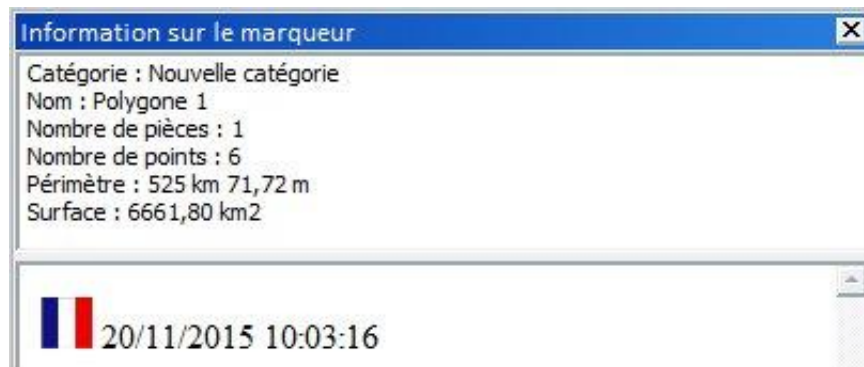 Information sur le marqueur
Catégorie : Nouvelle catégorie
Nom : Polygone 1
Nombre de pièces : 1
Nombre de points : 6
Périmètre : 525 km 71,72 m
Surface : 6661,80 km2
20/11/2015 10:03:16